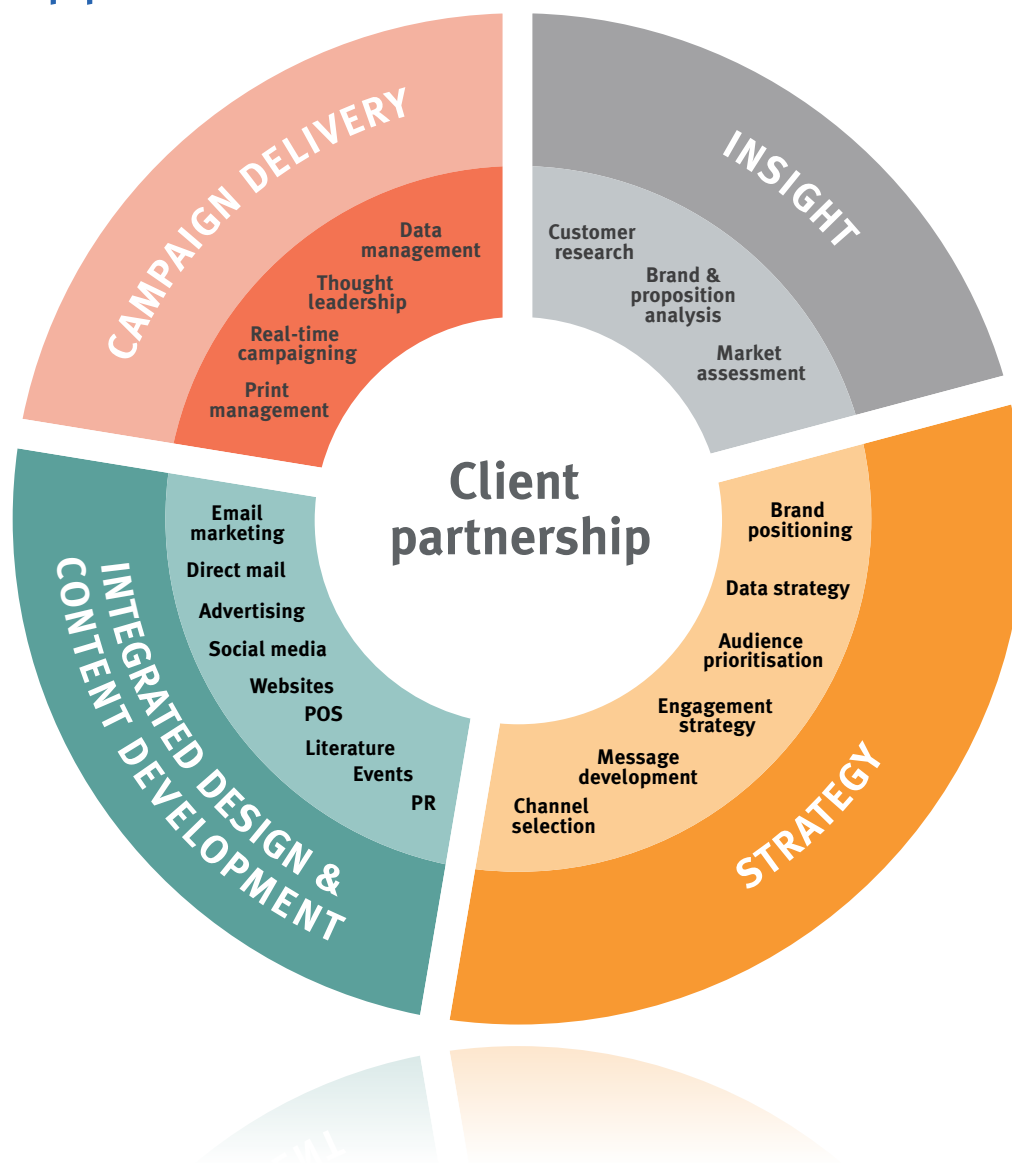 CAMPAIGN DELIVERY
Data
management
Thought
leadership
Real-time
campaigning
Print
management
INSIGHT
Customer
research
Brand &
proposition
analysis
Market
assessment
Client
partnership
Brand
positioning
Data strategy
Audience
prioritisation
Engagement
strategy
Message
development
Channel
selection
STRATEGY
Email
marketing
Direct mail
Advertising
Social media
Websites
POS
Literature
Events
PR
INTEGRATED DESIGN &
CONTENT DEVELOPMENT